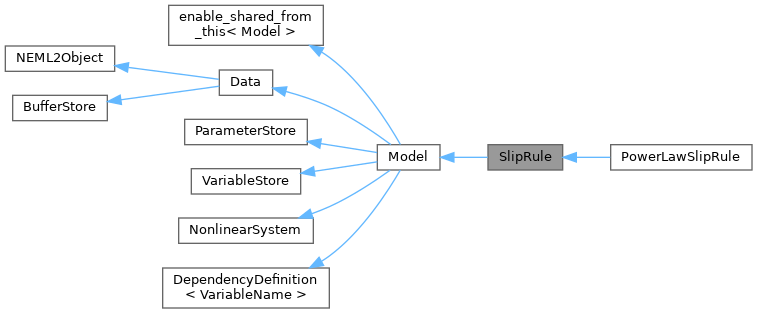 enable_shared_from
_this< Model >
NEML2Object
BufferStore
Data
ParameterStore
VariableStore
NonlinearSystem
DependencyDefinition
< VariableName >
Model
SlipRule
PowerLawSlipRule